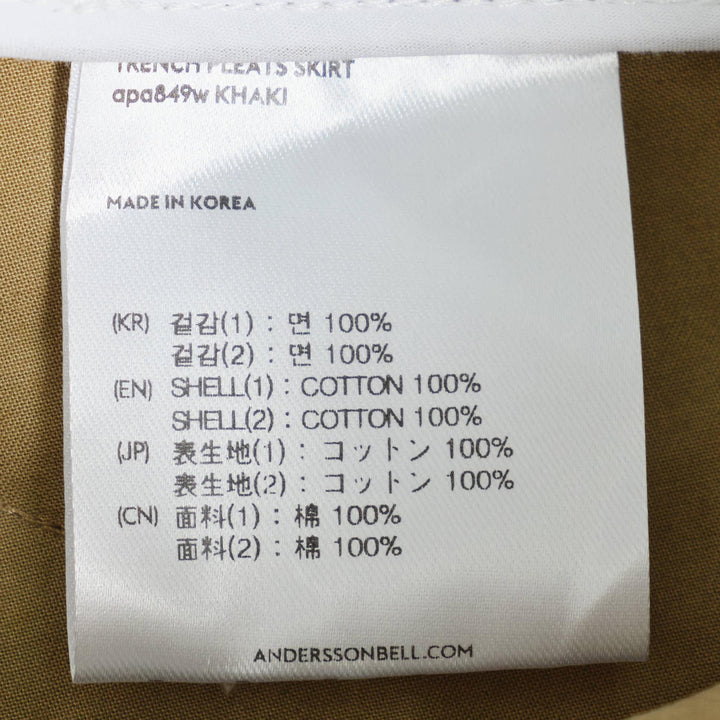 TRENCH PLEATS SKIRT
apa849w KHAKI
MADE IN KOREA
(KR) 겉감(1) : 면 100%
겉감(2) : 면 100%
(EN) SHELL(1) : COTTON 100%
SHELL(2) : COTTON 100%
(JP) 表生地(1) : コットン 100%
表生地(2) : コットン 100%
(CN) 面料(1) : 棉 100%
面料(2) : 棉 100%
ANDERSSONBELL.COM